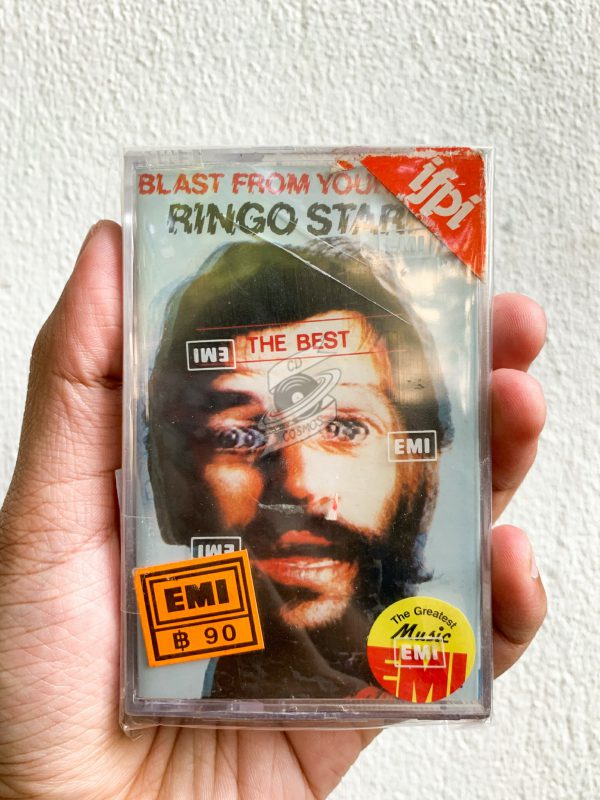 BLAST FROM YOUR
ifpi
RINGO STARR
EMI
THE BEST
CD
COSMOS
EMI
EMI
EMI
฿ 90
The Greatest
Music
EMI
EMI